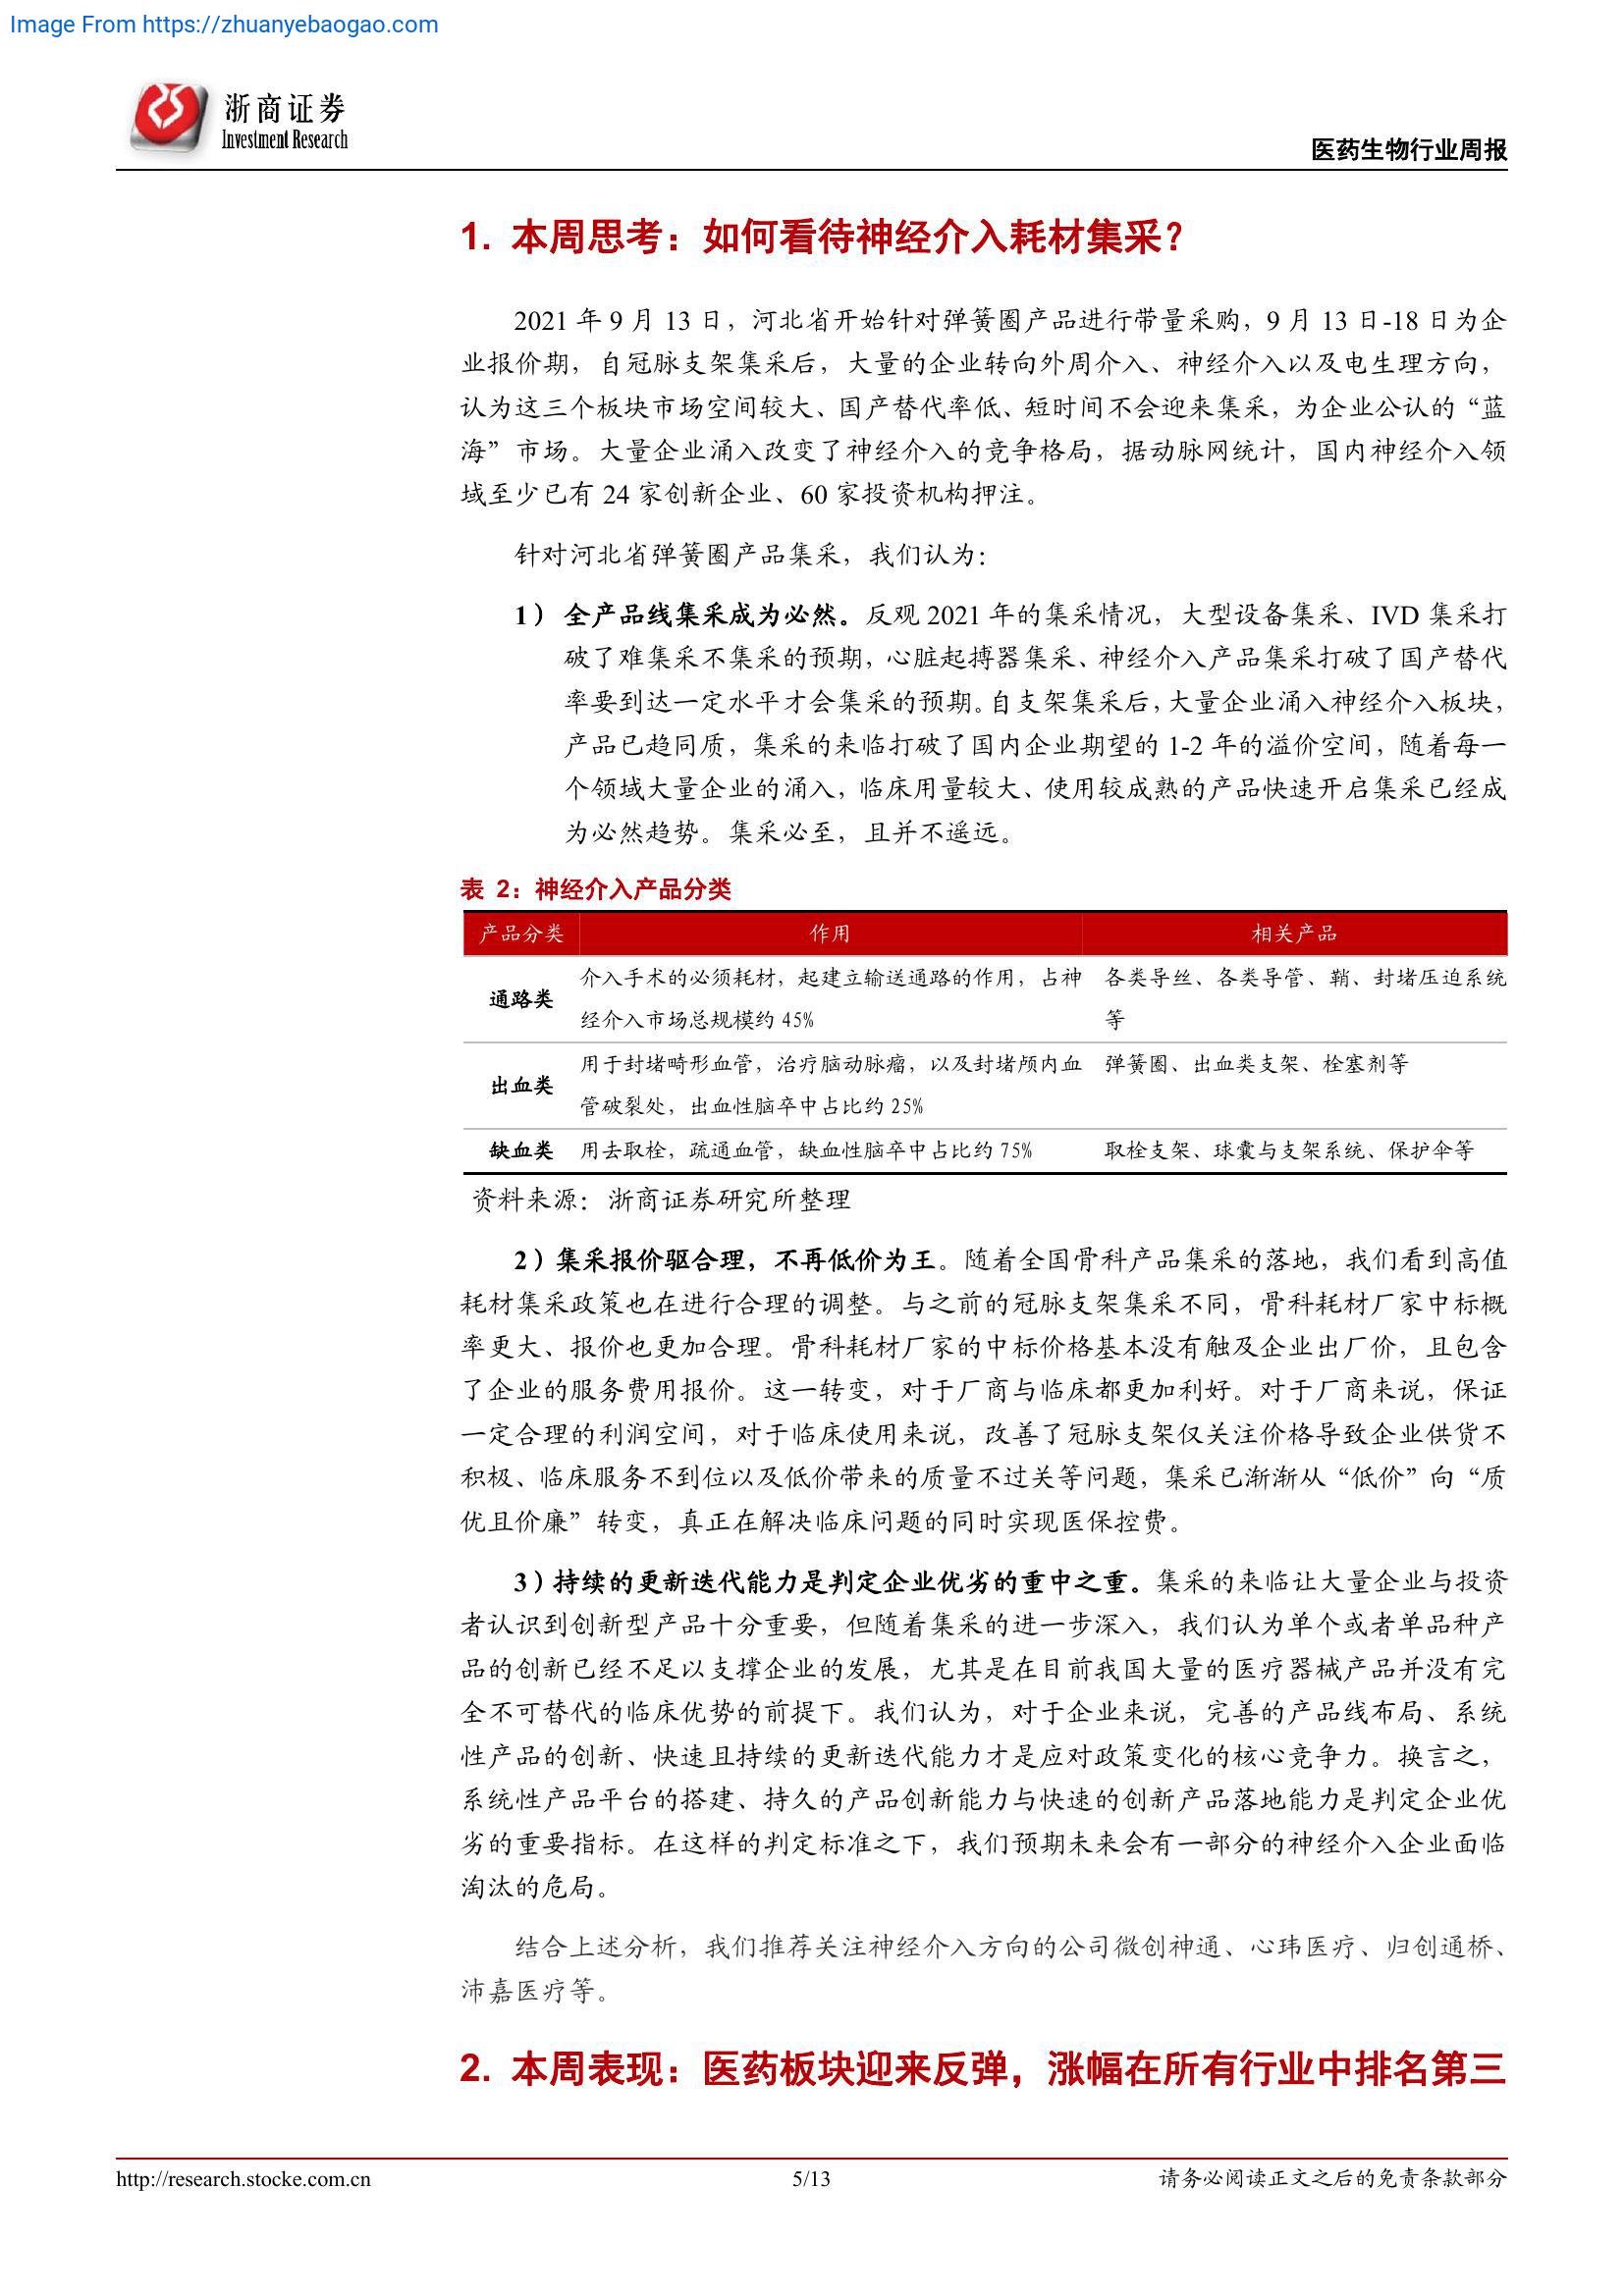 Image From https://zhuanyebaogao.com
浙商证券
Investment Research
医药生物行业周报
1. 本周思考：如何看待神经介入耗材集采？
2021 年 9 月 13 日，河北省开始针对弹簧圈产品进行带量采购，9 月 13 日-18 日为企
业报价期，自冠脉支架集采后，大量的企业转向外周介入、神经介入以及电生理方向，
认为这三个板块市场空间较大、国产替代率低、短时间不会迎来集采，为企业公认的“蓝
海”市场。大量企业涌入改变了神经介入的竞争格局，据动脉网统计，国内神经介入领
域至少已有 24 家创新企业、60 家投资机构押注。
针对河北省弹簧圈产品集采，我们认为：
1） 全产品线集采成为必然。反观 2021 年的集采情况，大型设备集采、IVD 集采打
破了难集采不集采的预期，心脏起搏器集采、神经介入产品集采打破了国产替代
率要到达一定水平才会集采的预期。自支架集采后，大量企业涌入神经介入板块，
产品已趋同质，集采的来临打破了国内企业期望的 1-2 年的溢价空间，随着每一
个领域大量企业的涌入，临床用量较大、使用较成熟的产品快速开启集采已经成
为必然趋势。集采必至，且并不遥远。
表 2：神经介入产品分类
产品分类 作用 相关产品
通路类 介入手术的必须耗材，起建立输送通路的作用，占神 各类导丝、各类导管、鞘、封堵压迫系统
经介入市场总规模约 45% 等
出血类 用于封堵畸形血管，治疗脑动脉瘤，以及封堵颅内血 弹簧圈、出血类支架、栓塞剂等
管破裂处，出血性脑卒中占比约 25%
缺血类 用去取栓，疏通血管，缺血性脑卒中占比约 75% 取栓支架、球囊与支架系统、保护伞等
资料来源：浙商证券研究所整理
2）集采报价驱合理，不再低价为王。随着全国骨科产品集采的落地，我们看到高值
耗材集采政策也在进行合理的调整。与之前的冠脉支架集采不同，骨科耗材厂家中标概
率更大、报价也更加合理。骨科耗材厂家的中标价格基本没有触及企业出厂价，且包含
了企业的服务费用报价。这一转变，对于厂商与临床都更加利好。对于厂商来说，保证
一定合理的利润空间，对于临床使用来说，改善了冠脉支架仅关注价格导致企业供货不
积极、临床服务不到位以及低价带来的质量不过关等问题，集采已渐渐从“低价”向“质
优且价廉”转变，真正在解决临床问题的同时实现医保控费。
3）持续的更新迭代能力是判定企业优劣的重中之重。集采的来临让大量企业与投资
者认识到创新型产品十分重要，但随着集采的进一步深入，我们认为单个或者单品种产
品的创新已经不足以支撑企业的发展，尤其是在目前我国大量的医疗器械产品并没有完
全不可替代的临床优势的前提下。我们认为，对于企业来说，完善的产品线布局、系统
性产品的创新、快速且持续的更新迭代能力才是应对政策变化的核心竞争力。换言之，
系统性产品平台的搭建、持久的产品创新能力与快速的创新产品落地能力是判定企业优
劣的重要指标。在这样的判定标准之下，我们预期未来会有一部分的神经介入企业面临
淘汰的危局。
结合上述分析，我们推荐关注神经介入方向的公司微创神通、心玮医疗、归创通桥、
沛嘉医疗等。
2. 本周表现：医药板块迎来反弹，涨幅在所有行业中排名第三
http://research.stocke.com.cn 5/13 请务必阅读正文之后的免责条款部分